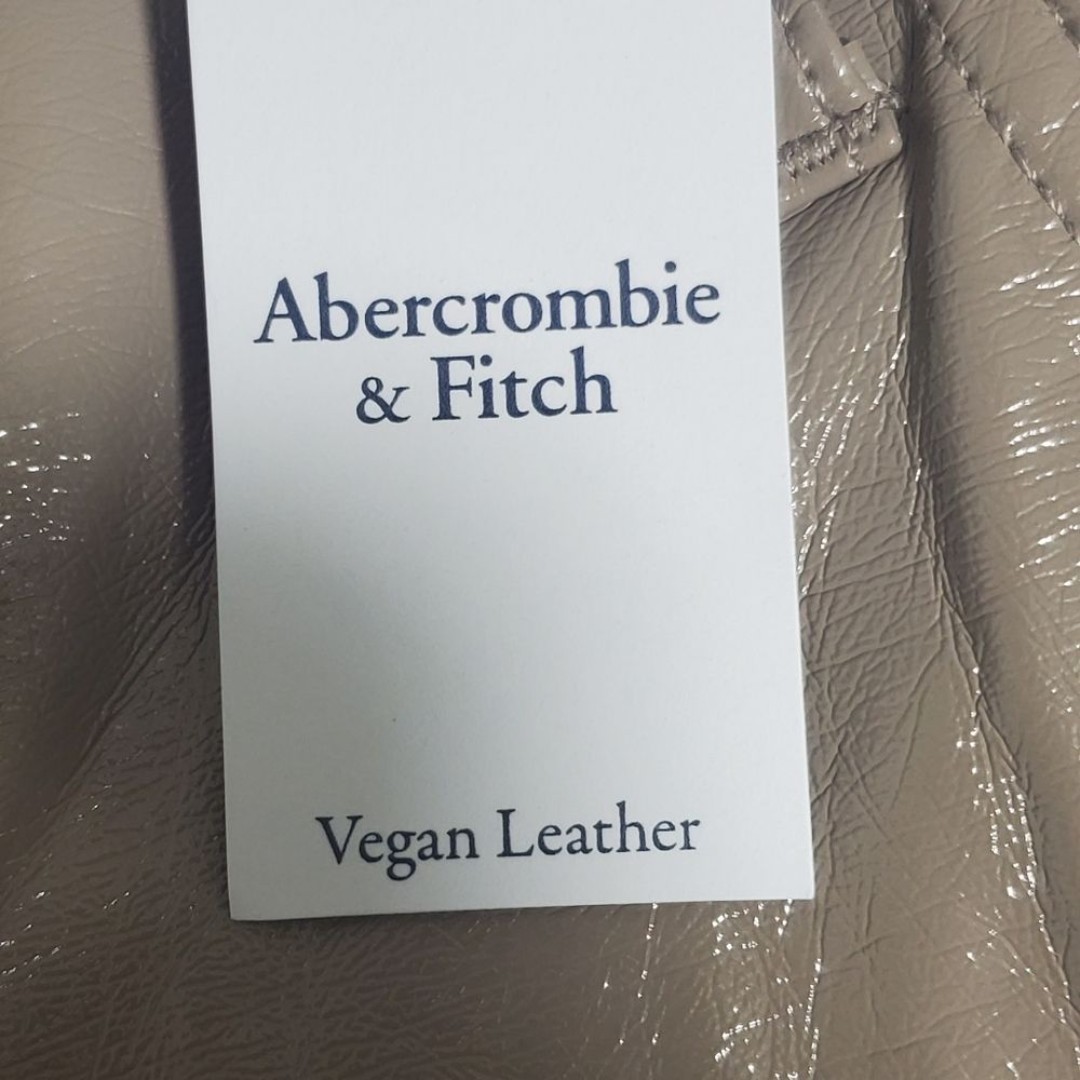 Abercrombie
& Fitch
Vegan Leather